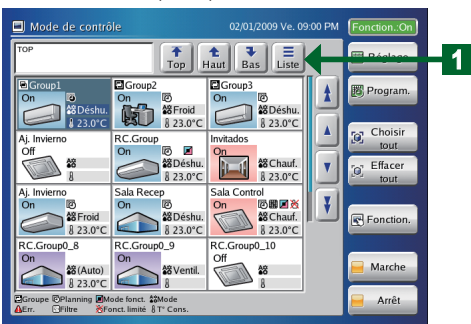 Mode de contrôle
02/01/2009 Ve. 09:00 PM
Fonction.:On
TOP
Top
Haut
Bas
Liste
Réglage
1
Group1
On
Déshu.
23.0°C
Group2
On
Froid
23.0°C
Group3
On
Déshu.
23.0°C
Program.
Aj. Invierno
Off
RC.Group
On
Déshu.
23.0°C
Invitados
On
Chauf.
23.0°C
Choisir
tout
Effacer
tout
Aj. Invierno
On
Froid
23.0°C
Sala Recep
On
Déshu.
23.0°C
Sala Control
On
Chauf.
23.0°C
Fonction.
RC.Group0_8
On
(Auto)
23.0°C
RC.Group0_9
On
Ventil.
RC.Group0_10
Off
Marche
Arrêt
Groupe Planning Mode fonct. Mode
Err. Filtre Fonct. limité T° Cons.